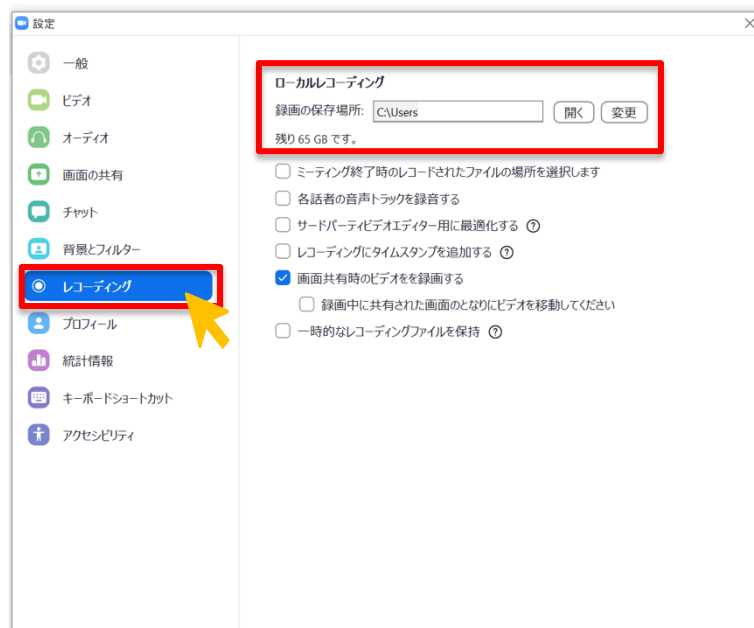 設定
一般
ビデオ
オーディオ
画面の共有
チャット
背景とフィルター
レコーディング
プロフィール
統計情報
キーボードショートカット
アクセシビリティ
ローカルレコーディング
録画の保存場所: C:\Users 開く 変更
残り 65 GB です。
ミーティング終了時のレコードされたファイルの場所を選択します
各話者の音声トラックを録音する
サードパーティビデオエディター用に最適化する ?
レコーディングにタイムスタンプを追加する ?
画面共有時のビデオをを録画する
録画中に共有された画面のとなりにビデオを移動してください
一時的なレコーディングファイルを保持 ?